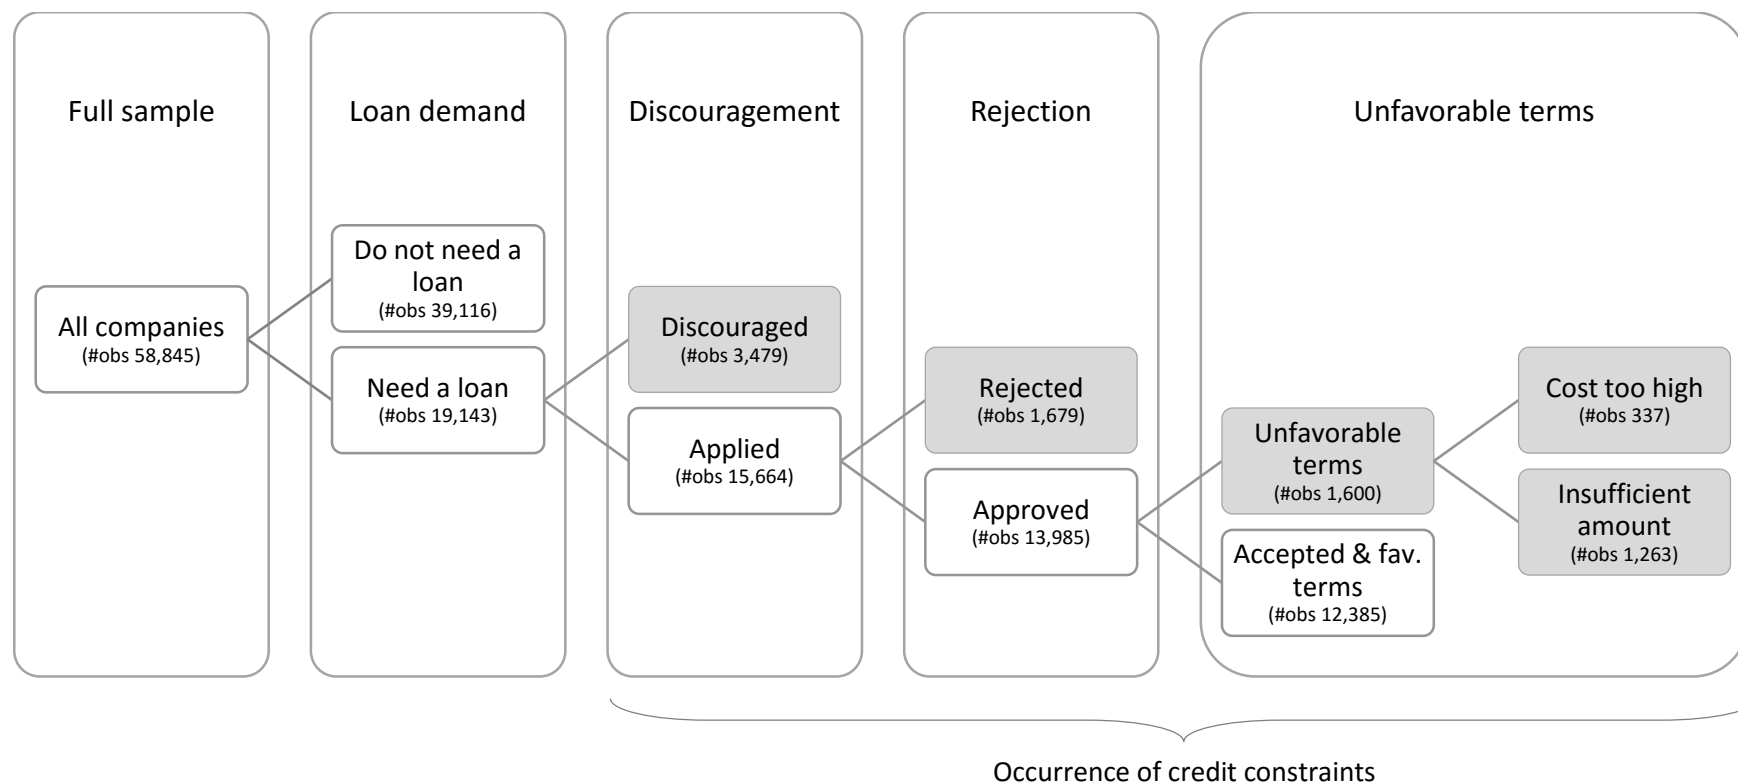 Full sample
Loan demand
Discouragement
Rejection
Unfavorable terms
All companies
(#obs 58,845)
Do not need a
loan
(#obs 39,116)
Need a loan
(#obs 19,143)
Discouraged
(#obs 3,479)
Applied
(#obs 15,664)
Rejected
(#obs 1,679)
Approved
(#obs 13,985)
Unfavorable
terms
(#obs 1,600)
Accepted & fav.
terms
(#obs 12,385)
Cost too high
(#obs 337)
Insufficient
amount
(#obs 1,263)
Occurrence of credit constraints